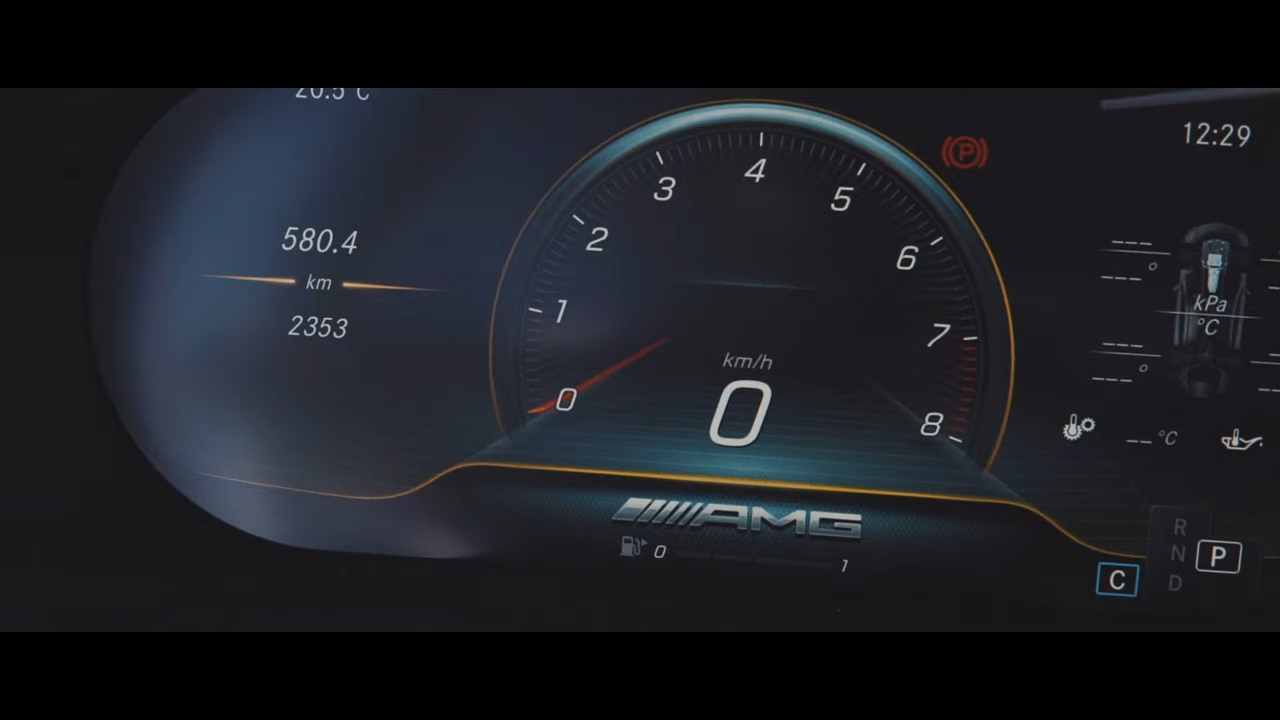 20.5°C
12:29
580.4
km
2353
0
1
2
3
4
5
6
7
8
km/h
0
---
---
°
kPa
°C
---
---
°
--°C
AMG
0
1
R
N
D
P
C